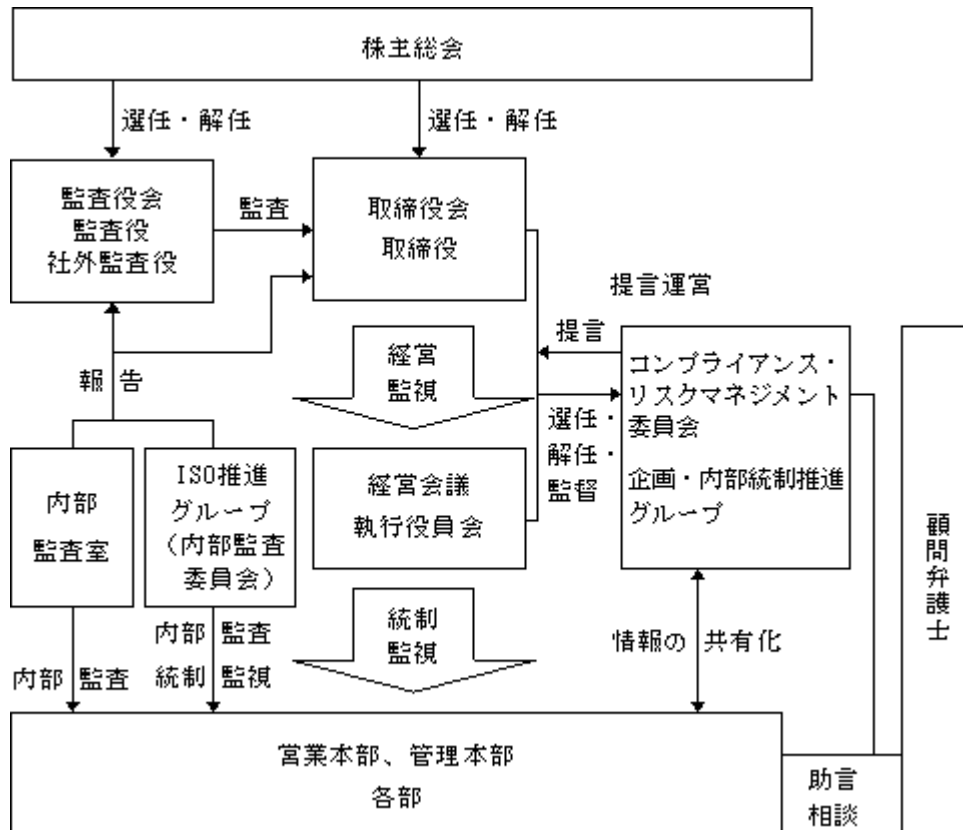 株主総会
選任・解任
選任・解任
監査役会
監査役
社外監査役
監査
取締役会
取締役
提言運営
提言
経営
監視
報告
コンプライアンス・
リスクマネジメント
委員会
企画・内部統制推進
グループ
選任・
解任・
監督
内部
監査室
ISO推進
グループ
（内部監査
委員会）
経営会議
執行役員会
顧問弁護士
内部監査
内部監査
統制監視
統制
監視
情報の共有化
営業本部、管理本部
各部
助言
相談